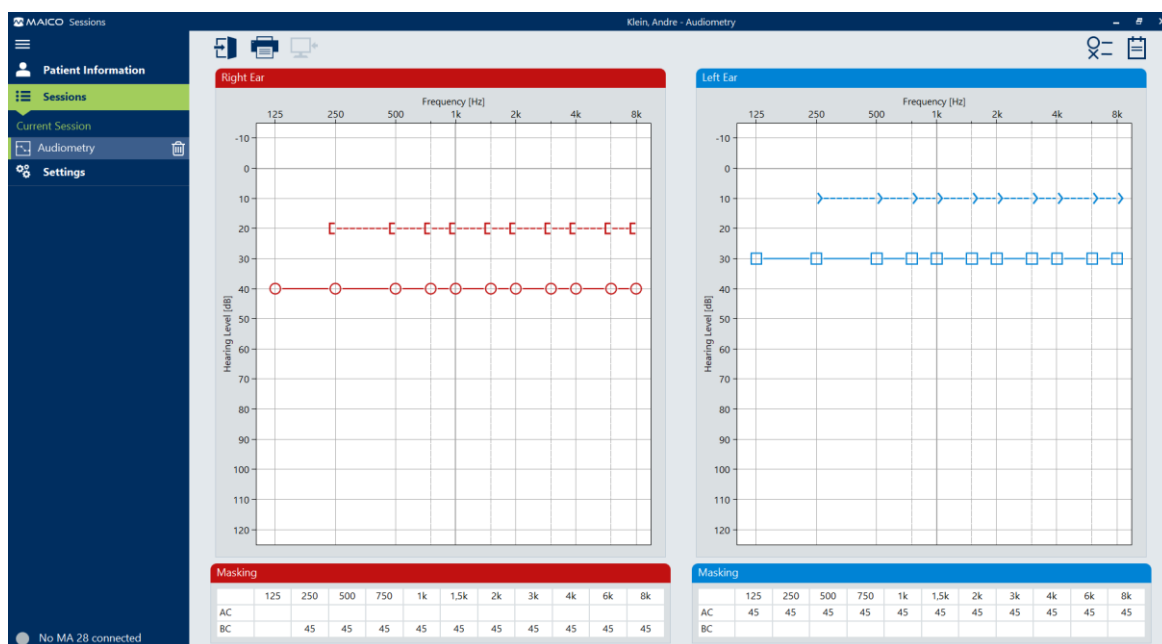 MAICO Sessions
Klein, Andre - Audiometry
Patient Information
Sessions
Current Session
Audiometry
Settings
No MA 28 connected
Right Ear
Frequency [Hz]
125 250 500 1k 2k 4k 8k
Hearing Level [dB]
-10
0
10
20
30
40
50
60
70
80
90
100
110
120
Masking
125 250 500 750 1k 1,5k 2k 3k 4k 6k 8k
AC
BC 45 45 45 45 45 45 45 45 45 45
Left Ear
Frequency [Hz]
125 250 500 1k 2k 4k 8k
Hearing Level [dB]
-10
0
10
20
30
40
50
60
70
80
90
100
110
120
Masking
125 250 500 750 1k 1,5k 2k 3k 4k 6k 8k
AC 45 45 45 45 45 45 45 45 45 45 45
BC